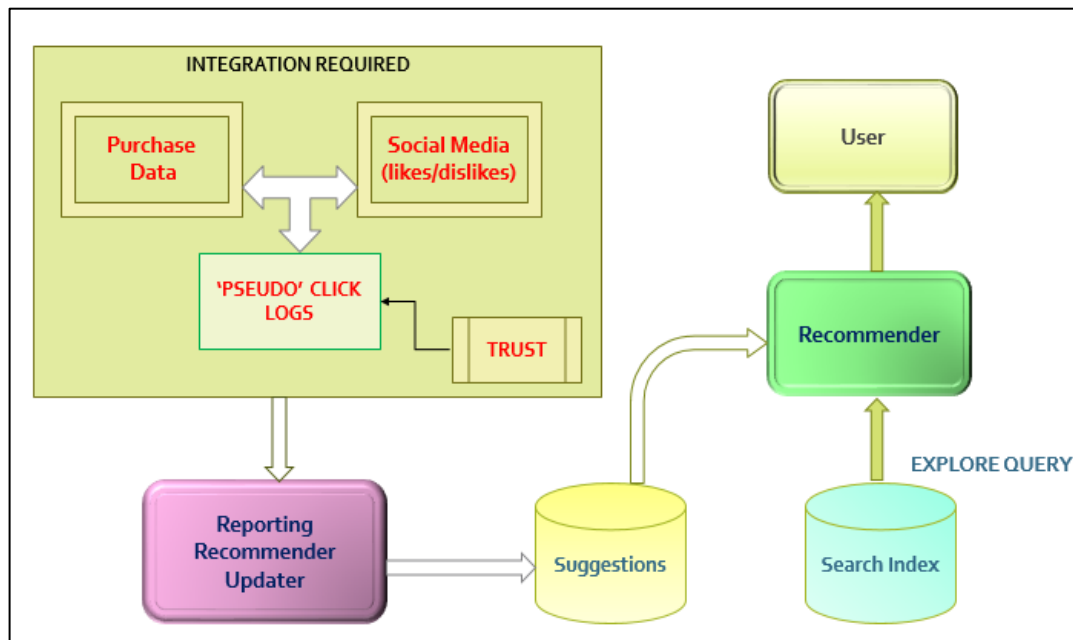 INTEGRATION REQUIRED
Purchase
Data
Social Media
(likes/dislikes)
‘PSEUDO’ CLICK
LOGS
TRUST
User
Recommender
EXPLORE QUERY
Reporting
Recommender
Updater
Suggestions
Search Index